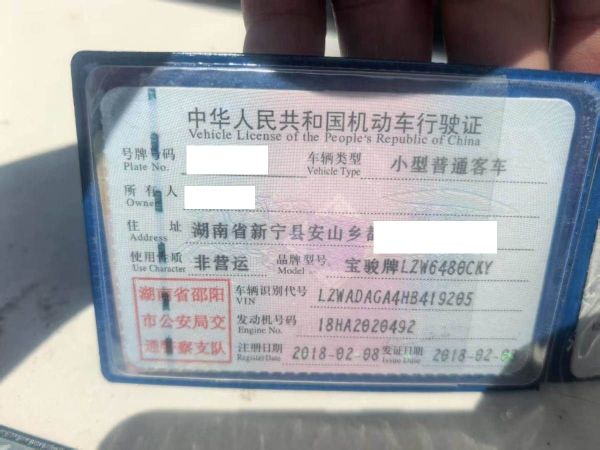 中华人民共和国机动车行驶证
Vehicle License of the People's Republic of China
号牌号码 车辆类型 小型普通客车
Plate No. Vehicle Type
所有人
Owner
住址 湖南省新宁县安山乡
Address
使用性质 非营运 品牌型号 宝骏牌LZW6480CKY
Use Character Model
湖南省邵阳
市公安局交
通警察支队
车辆识别代号 LZWADAGA4HB419205
VIN
发动机号码 18HA2020492
Engine No.
注册日期 2018-02-08 发证日期 2018-02-08
Register Date Issue Date